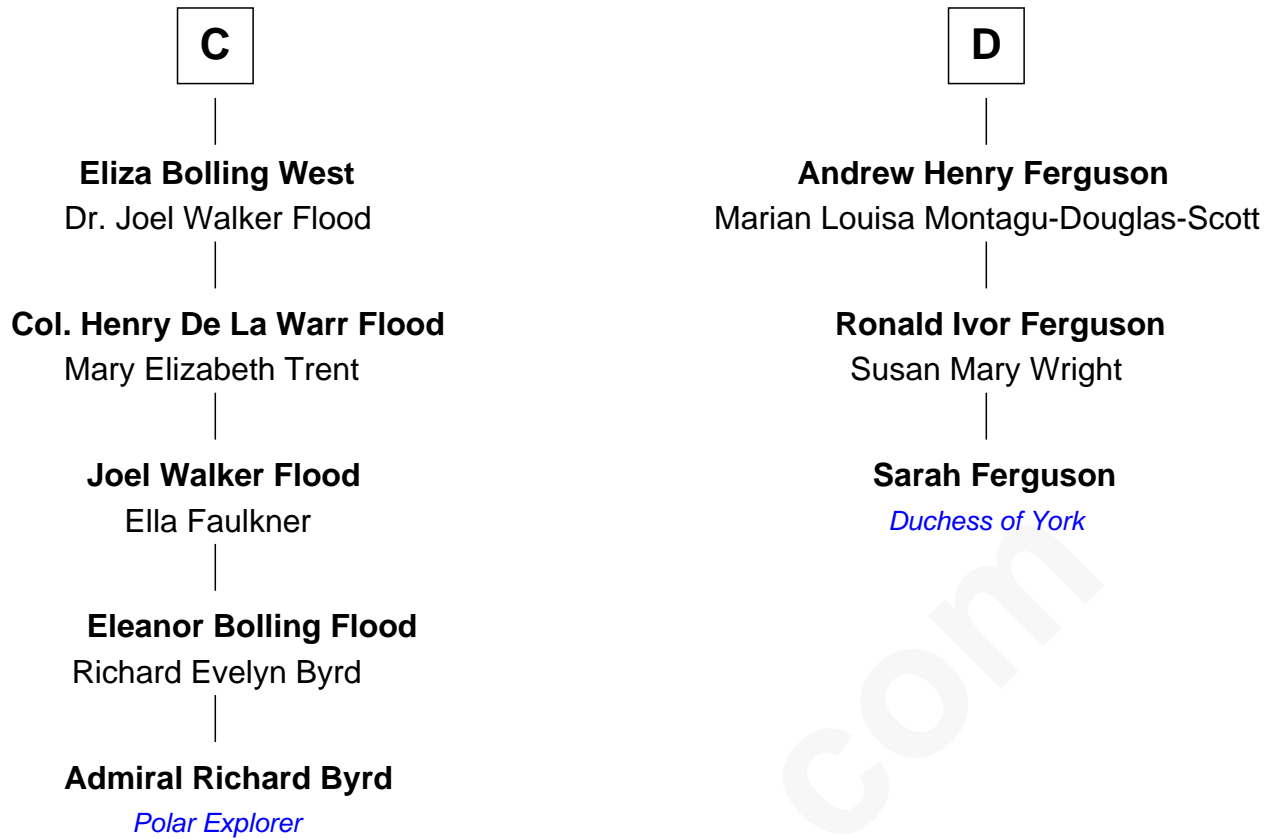 C
Eliza Bolling West
Dr. Joel Walker Flood
Col. Henry De La Warr Flood
Mary Elizabeth Trent
Joel Walker Flood
Ella Faulkner
Eleanor Bolling Flood
Richard Evelyn Byrd
Admiral Richard Byrd
Polar Explorer
D
Andrew Henry Ferguson
Marian Louisa Montagu-Douglas-Scott
Ronald Ivor Ferguson
Susan Mary Wright
Sarah Ferguson
Duchess of York
com